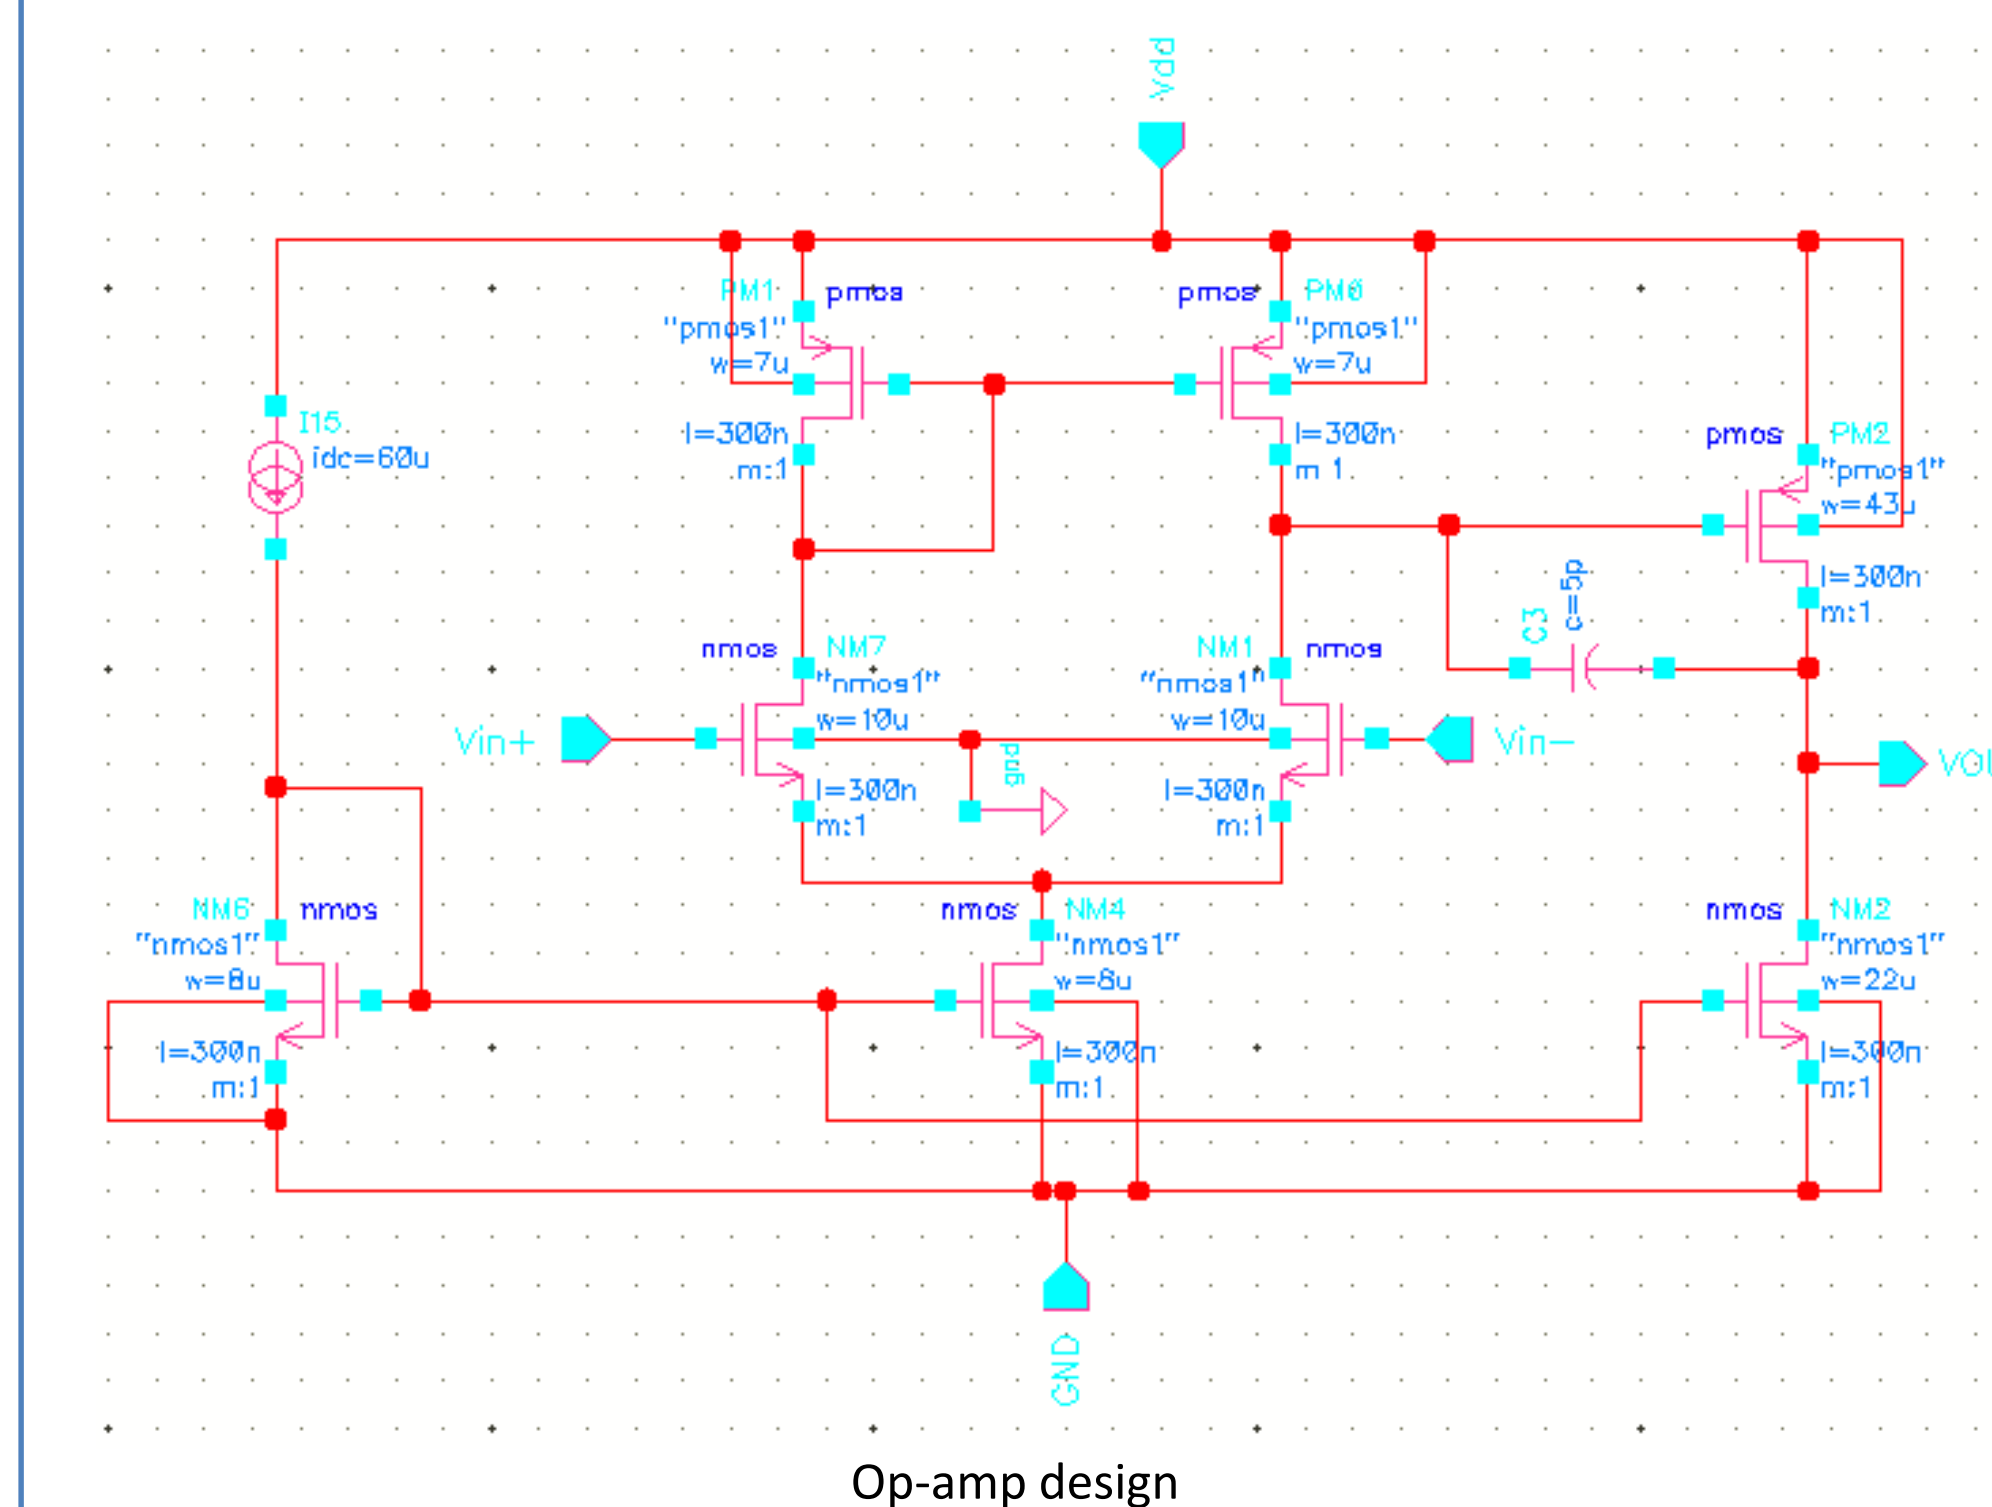 Vdd
PM1 pmos
"pmos1"
w=7u
l=300n
m:1
pmos PM6
"pmos1"
w=7u
l=300n
m 1
I15
idc=60u
pmos PM2
"pmos1"
w=43u
l=300n
m:1
C3
c=5p
nmos NM7
"nmos1"
w=10u
l=300n
m:1
NM1 nmos
"nmos1"
w=10u
l=300n
m:1
Vin+
gnd
Vin-
NM6 nmos
"nmos1"
w=8u
l=300n
m:1
nmos NM4
"nmos1"
l=300n
m:1
nmos NM2
"nmos1"
w=22u
l=300n
m:1
GND
Op-amp design